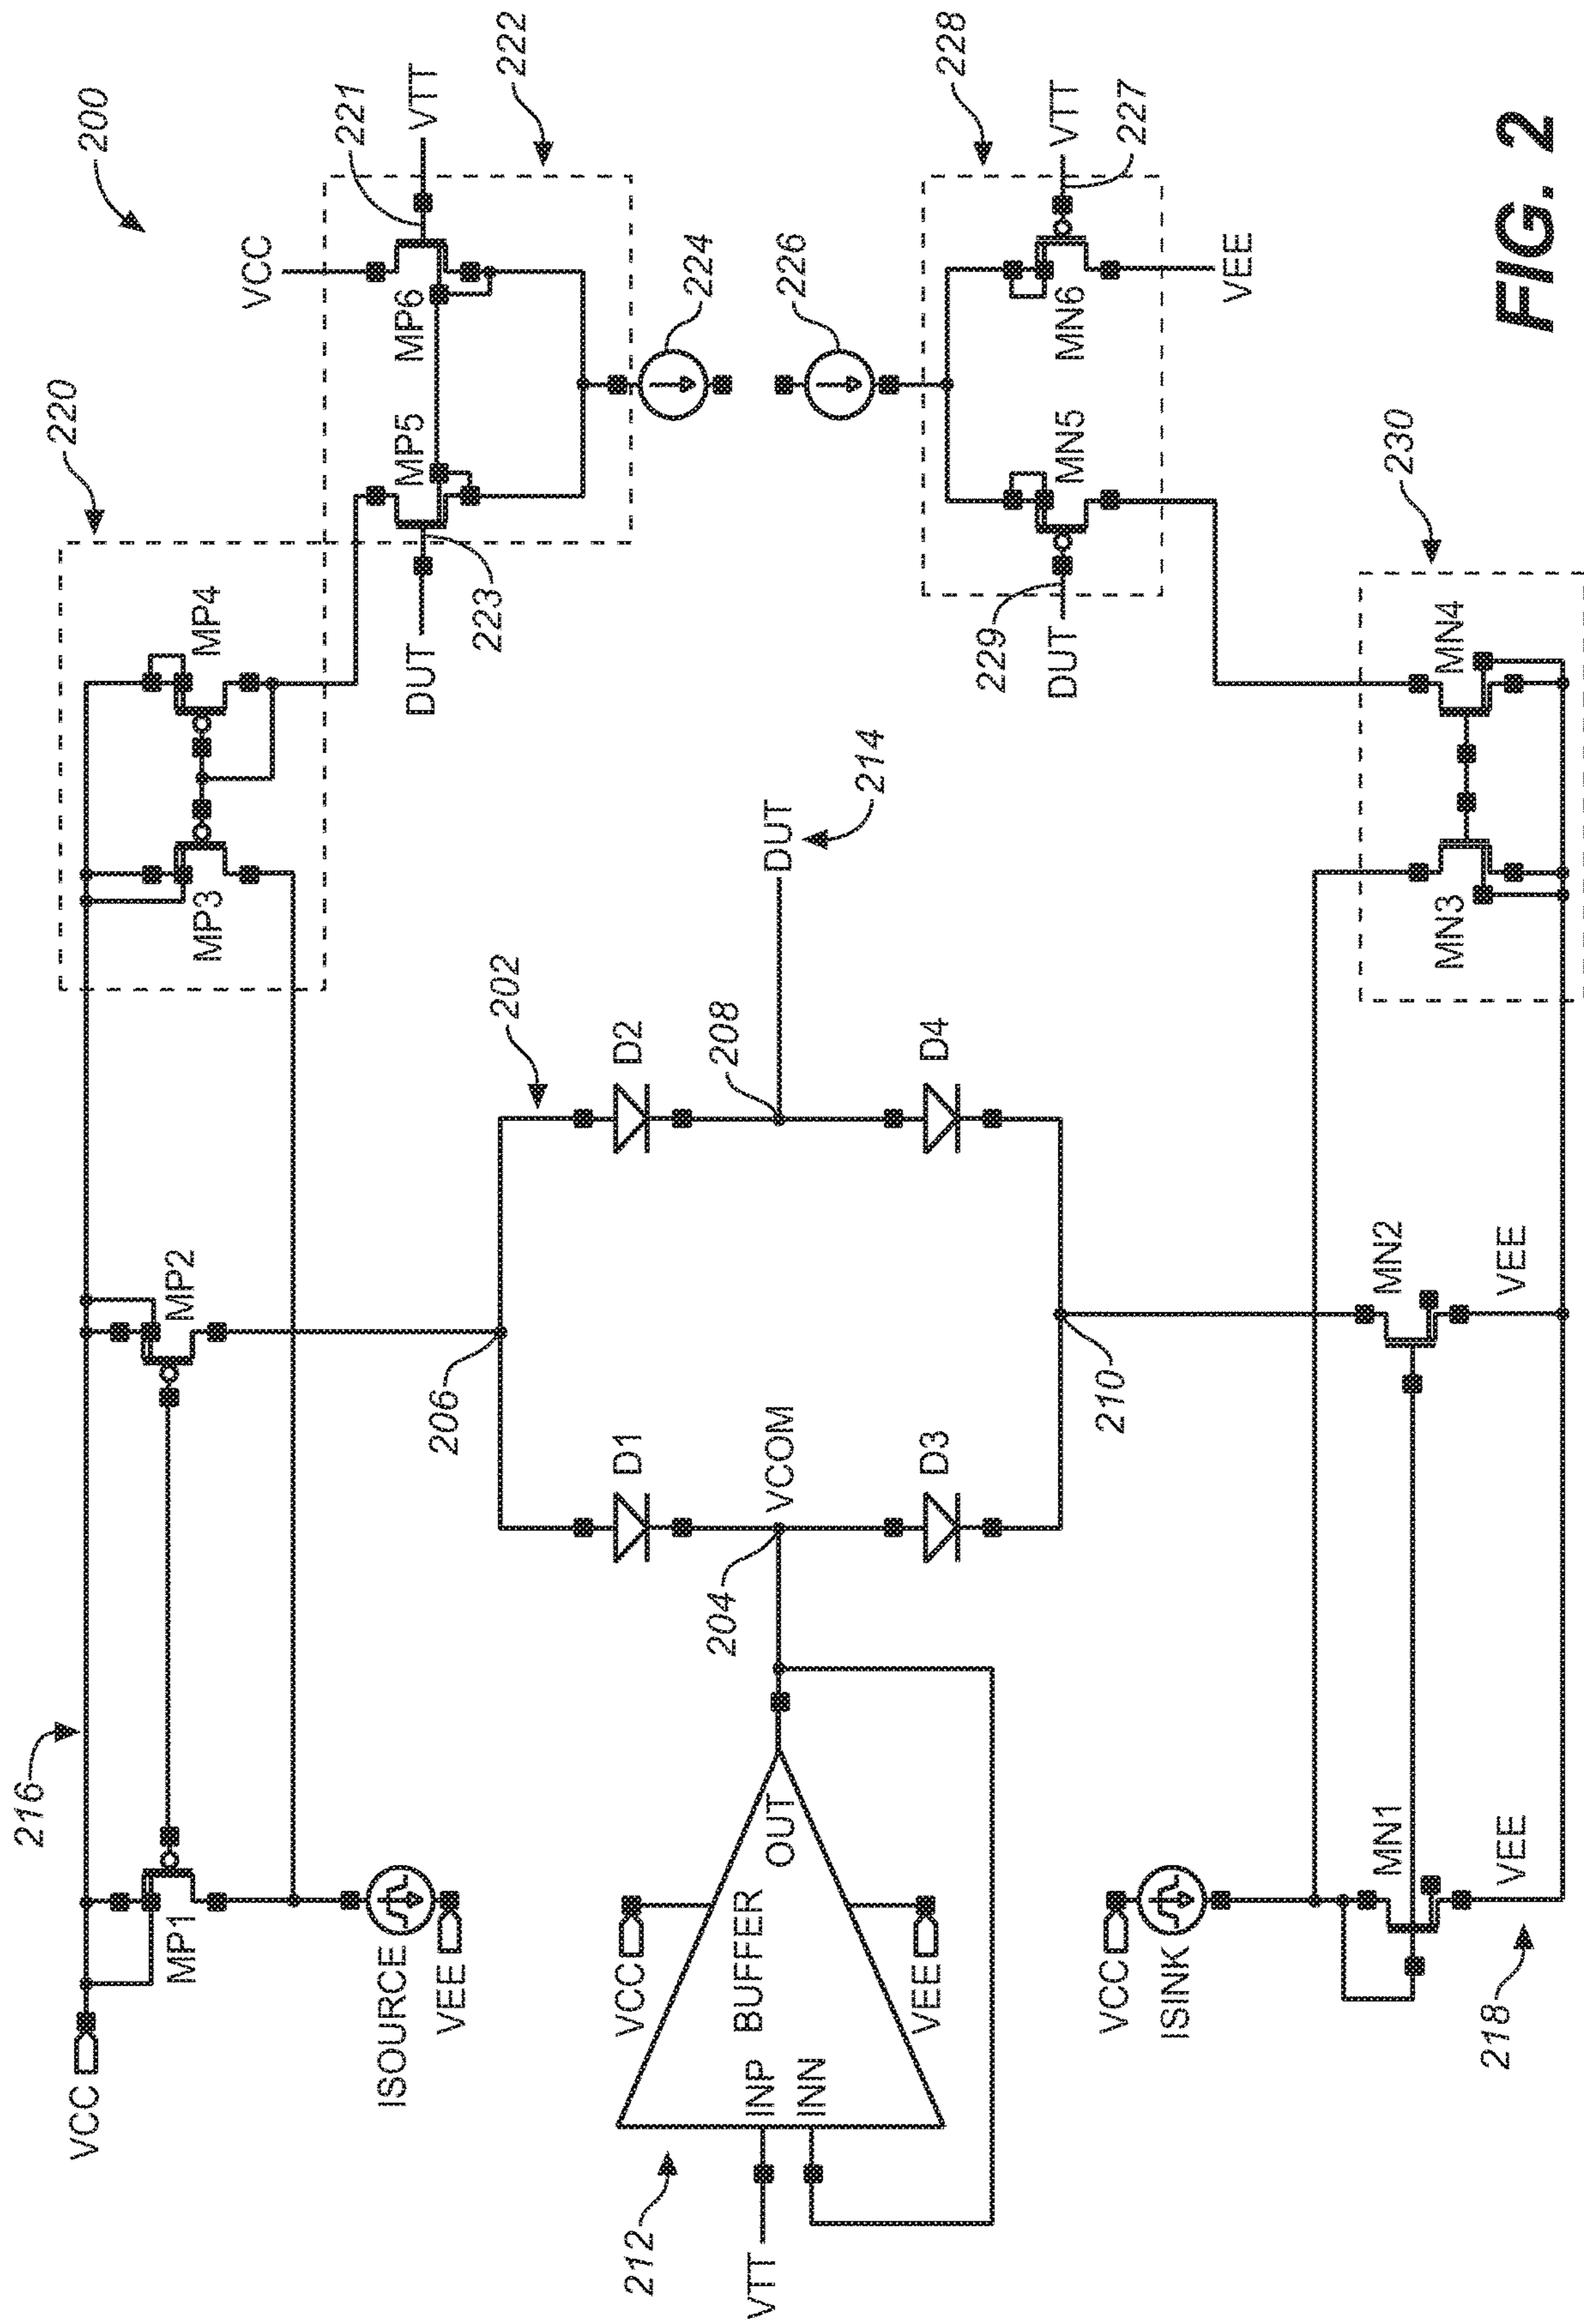 200
216
220
222
VCC
MP1
MP2
MP3
MP4
VCC
221
VTT
MP5
MP6
DUT
223
224
ISOURCE
VEE
206
202
D1
D2
212
VTT
INP
INN
BUFFER
OUT
VCC
VEE
204
VCOM
208
DUT
214
D3
D4
210
226
228
229
DUT
MN5
MN6
VTT
227
VEE
VCC
ISINK
218
MN1
VEE
MN2
VEE
MN3
MN4
230
FIG. 2